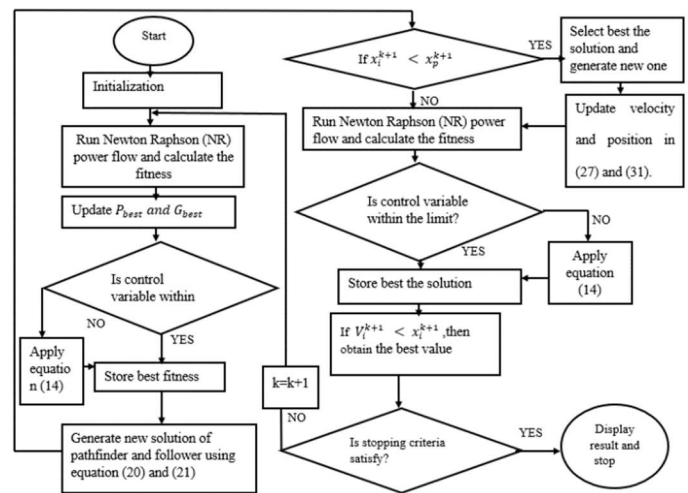 Start
Initialization
Run Newton Raphson (NR)
power flow and calculate the
fitness
Update P_best and G_best
Is control
variable within
NO
YES
Apply
equatio
n (14)
Store best fitness
Generate new solution of
pathfinder and follower using
equation (20) and (21)
k=k+1
NO
If x_i^{k+1} < x_p^{k+1}
YES
Select best the
solution and
generate new one
Update velocity
and position in
(27) and (31).
NO
Run Newton Raphson (NR) power
flow and calculate the fitness
Is control variable
within the limit?
NO
YES
Apply
equation
(14)
Store best the solution
If V_i^{k+1} < x_i^{k+1} ,then
obtain the best value
Is stopping criteria
satisfy?
YES
Display
result and
stop